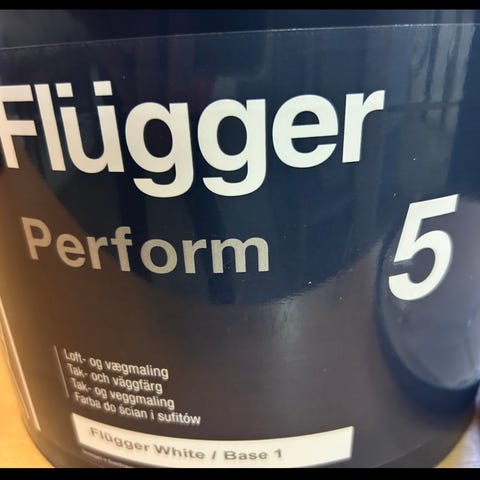 Flügger
Perform 5
Loft- og vægmaling
Tak- och väggfärg
Tak- og veggmaling
Farba do ścian i sufitów
Flügger White / Base 1